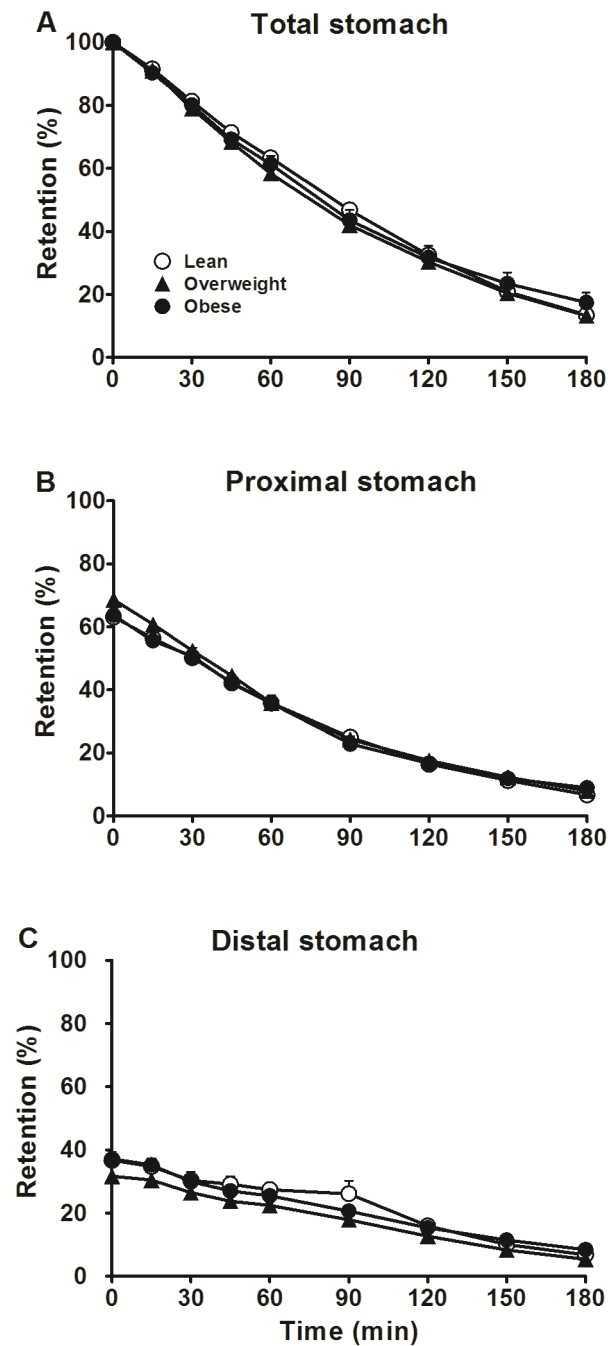 A
Total stomach
100
80
60
40
20
0
Retention (%)
Lean
Overweight
Obese
0 30 60 90 120 150 180
B
Proximal stomach
100
80
60
40
20
0
Retention (%)
0 30 60 90 120 150 180
C
Distal stomach
100
80
60
40
20
0
Retention (%)
0 30 60 90 120 150 180
Time (min)